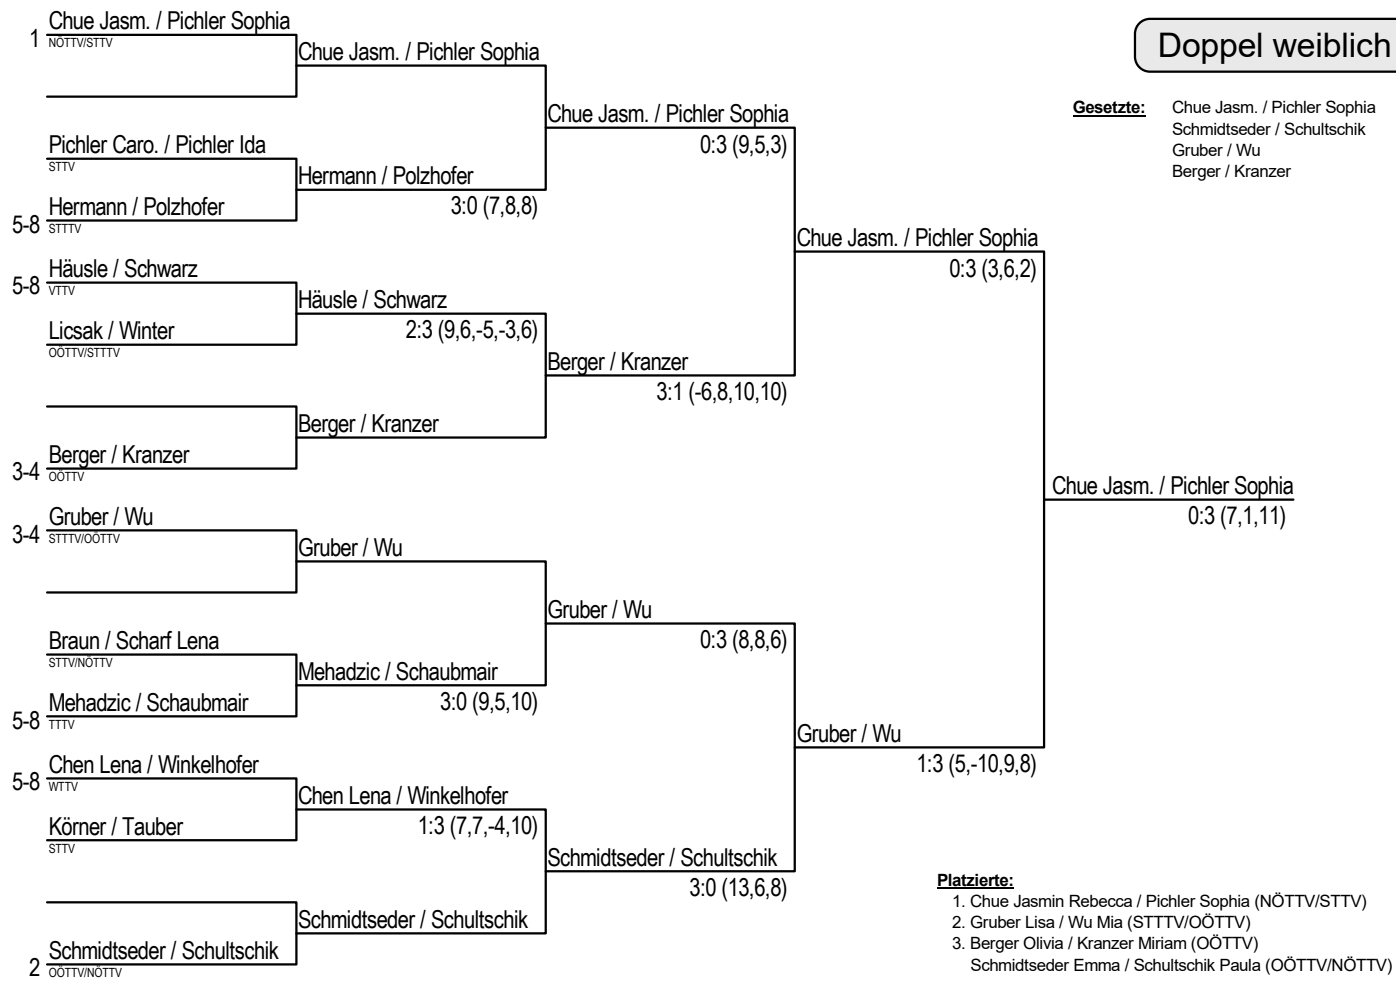 Doppel weiblich
Gesetzte: Chue Jasm. / Pichler Sophia
Schmidtseder / Schultschik
Gruber / Wu
Berger / Kranzer
1 Chue Jasm. / Pichler Sophia
NÖTTV/STTV
Pichler Caro. / Pichler Ida
STTV
5-8 Hermann / Polzhofer
STTTV
5-8 Häusle / Schwarz
VTTV
Licsak / Winter
OÖTTV/STTTV
3-4 Berger / Kranzer
OÖTTV
3-4 Gruber / Wu
STTTV/OÖTTV
Braun / Scharf Lena
STTV/NÖTTV
5-8 Mehadzic / Schaubmair
TTTV
5-8 Chen Lena / Winkelhofer
WTTV
Körner / Tauber
STTV
2 Schmidtseder / Schultschik
OÖTTV/NÖTTV
Chue Jasm. / Pichler Sophia
Hermann / Polzhofer
3:0 (7,8,8)
Häusle / Schwarz
2:3 (9,6,-5,-3,6)
Berger / Kranzer
Gruber / Wu
Mehadzic / Schaubmair
3:0 (9,5,10)
Chen Lena / Winkelhofer
1:3 (7,7,-4,10)
Schmidtseder / Schultschik
Chue Jasm. / Pichler Sophia
0:3 (9,5,3)
Berger / Kranzer
3:1 (-6,8,10,10)
Gruber / Wu
0:3 (8,8,6)
Schmidtseder / Schultschik
3:0 (13,6,8)
Chue Jasm. / Pichler Sophia
0:3 (3,6,2)
Gruber / Wu
1:3 (5,-10,9,8)
Chue Jasm. / Pichler Sophia
0:3 (7,1,11)
Platzierte:
1. Chue Jasmin Rebecca / Pichler Sophia (NÖTTV/STTV)
2. Gruber Lisa / Wu Mia (STTTV/OÖTTV)
3. Berger Olivia / Kranzer Miriam (OÖTTV)
Schmidtseder Emma / Schultschik Paula (OÖTTV/NÖTTV)